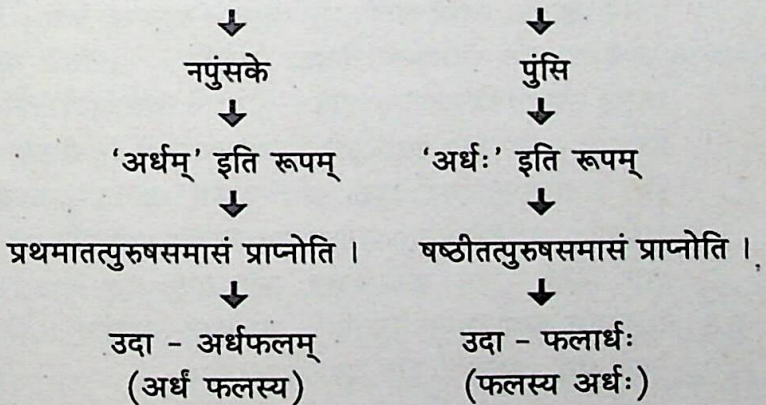 नपुंसके
पुंसि
‘अर्धम्’ इति रूपम्
‘अर्धः’ इति रूपम्
प्रथमातत्पुरुषसमासं प्राप्नोति ।
षष्ठीतत्पुरुषसमासं प्राप्नोति ।
उदा - अर्धफलम्
(अर्धं फलस्य)
उदा - फलार्धः
(फलस्य अर्धः)